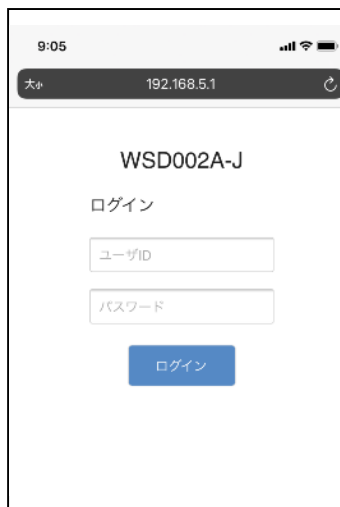 9:05
大小 192.168.5.1
WSD002A-J
ログイン
ユーザID
パスワード
ログイン